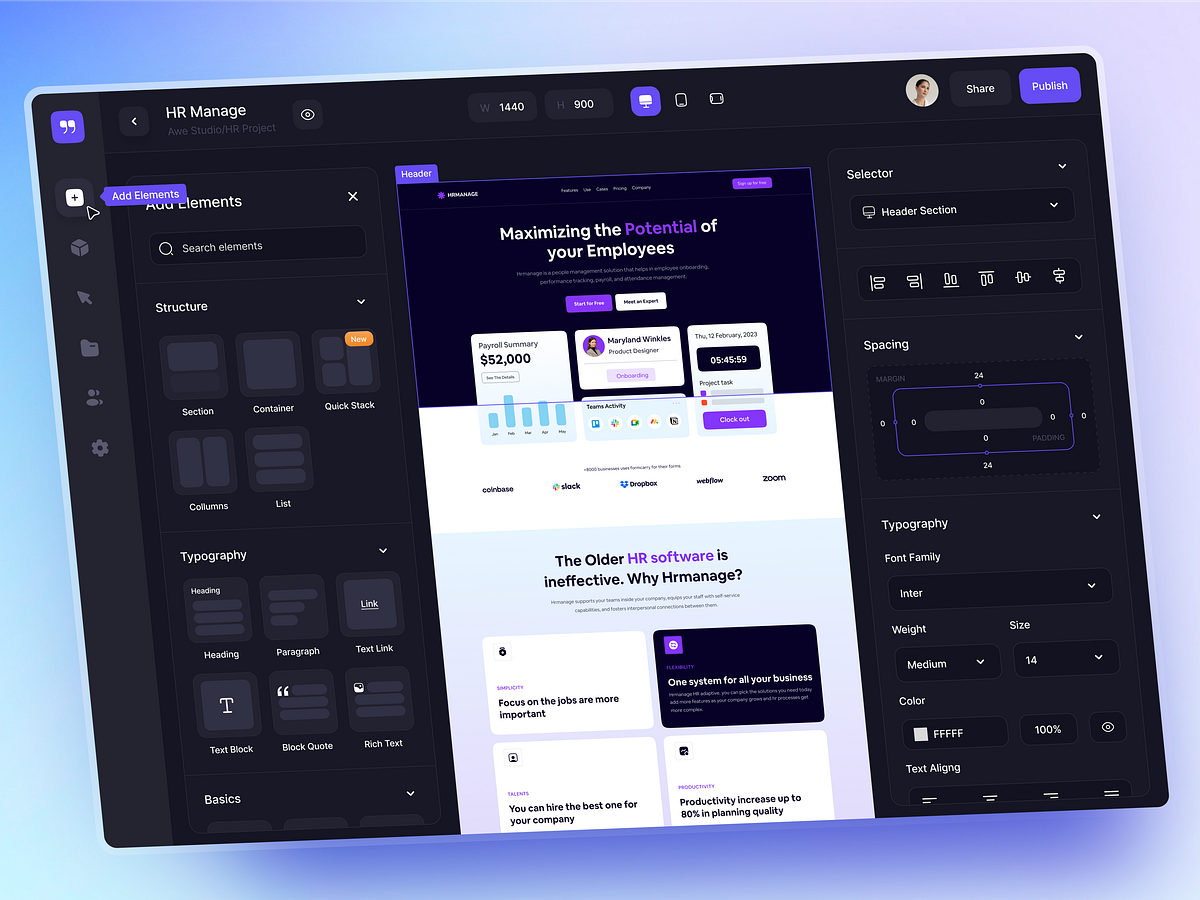 HR Manage
Awe Studio/HR Project
W 1440
H 900
Share
Publish
Add Elements
Add Elements
Search elements
Structure
New
Section
Container
Quick Stack
Collumns
List
Typography
Heading
Link
Heading
Paragraph
Text Link
T
Text Block
Block Quote
Rich Text
Basics
Header
HRMANAGE
Features Use Cases Pricing Company
Sign up for free
Maximizing the Potential of
your Employees
Hrmanage is a people management solution that helps in employee onboarding,
performance tracking, payroll, and attendance management.
Start for Free
Meet an Expert
Payroll Summary
$52,000
See The Details
Jan Feb Mar Apr May
Maryland Winkles
Product Designer
Onboarding
Teams Activity
Thu, 12 February, 2023
05:45:59
Project task
Clock out
+8000 businesses uses formcarry for their forms
coinbase
slack
Dropbox
webflow
zoom
The Older HR software is
ineffective. Why Hrmanage?
Hrmanage supports your teams inside your company, equips your staff with self-service
capabilities, and fosters interpersonal connections between them.
SIMPLICITY
Focus on the jobs are more
important
FLEXIBILITY
One system for all your business
Hrmanage HR adaptive, you can pick the solutions you need today
add more features as your company grows and hr processes get
more complex.
TALENTS
You can hire the best one for
your company
PRODUCTIVITY
Productivity increase up to
80% in planning quality
Selector
Header Section
Spacing
MARGIN
24
0
0 0 0 0
0
PADDING
24
Typography
Font Family
Inter
Weight
Size
Medium
14
Color
FFFFF
100%
Text Aligng